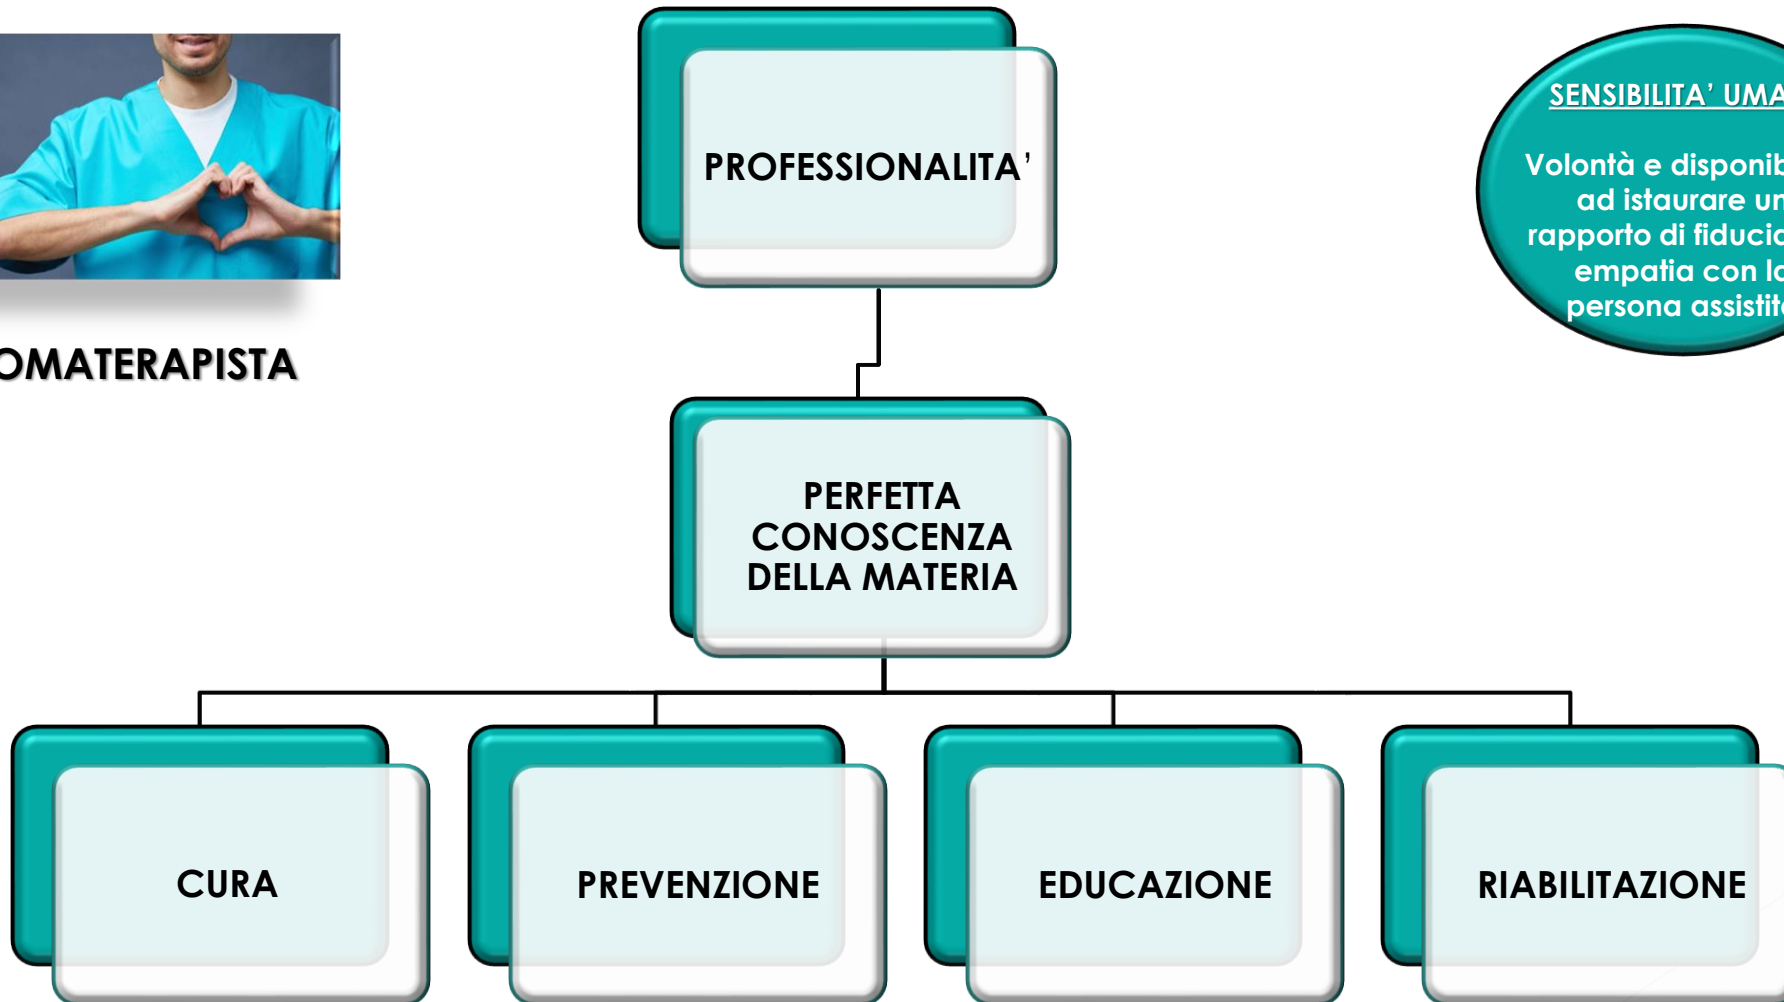 PROFESSIONALITA’
SENSIBILITA’ UMA
Volontà e disponib
ad istaurare un
rapporto di fiducia
empatia con la
persona assistita
OMATERAPISTA
PERFETTA
CONOSCENZA
DELLA MATERIA
CURA
PREVENZIONE
EDUCAZIONE
RIABILITAZIONE